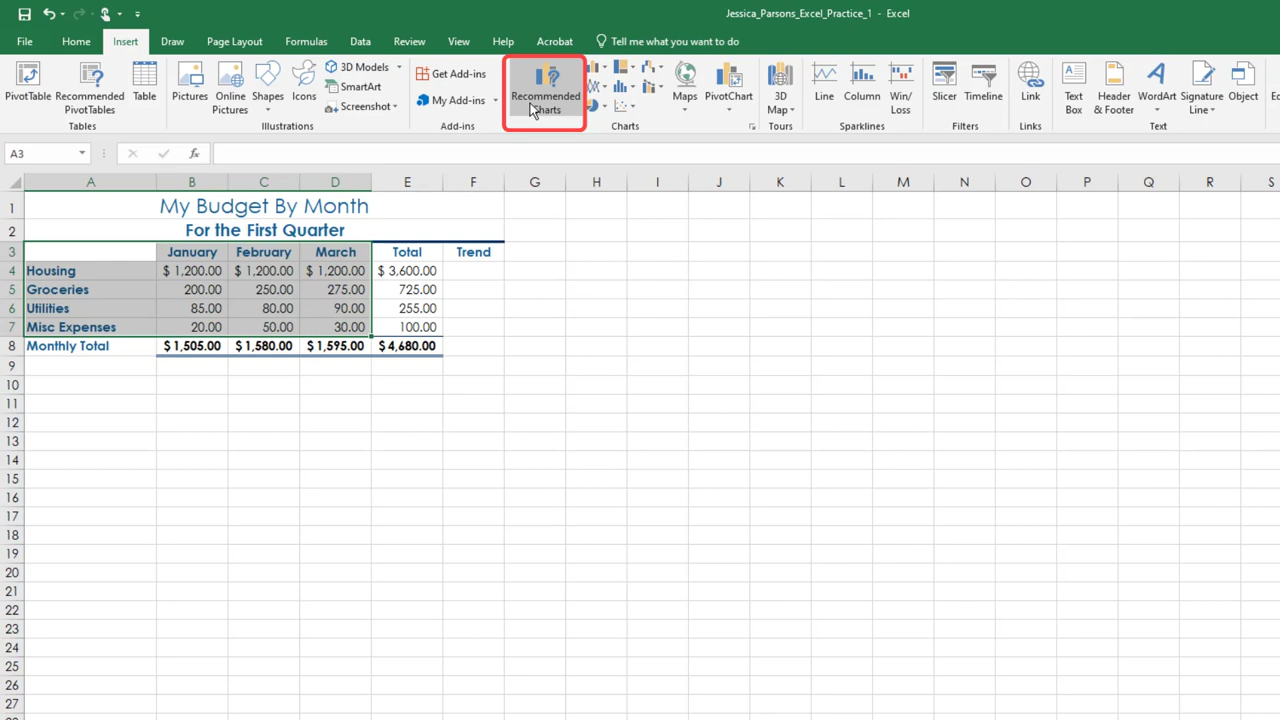 Jessica_Parsons_Excel_Practice_1 - Excel
File Home Insert Draw Page Layout Formulas Data Review View Help Acrobat Tell me what you want to do
PivotTable
Recommended
PivotTables
Table
Tables
Pictures
Online
Pictures
Shapes
Icons
3D Models
SmartArt
Screenshot
Illustrations
Get Add-ins
My Add-ins
Add-ins
Recommended
Charts
Maps
PivotChart
Charts
3D
Map
Tours
Line
Column
Win/
Loss
Sparklines
Slicer
Timeline
Filters
Link
Links
Text
Box
Header
& Footer
WordArt
Signature
Line
Object
Text
A3 fx
A B C D E F G H I J K L M N O P Q R S
1 My Budget By Month
2 For the First Quarter
3 January February March Total Trend
4 Housing $ 1,200.00 $ 1,200.00 $ 1,200.00 $ 3,600.00
5 Groceries 200.00 250.00 275.00 725.00
6 Utilities 85.00 80.00 90.00 255.00
7 Misc Expenses 20.00 50.00 30.00 100.00
8 Monthly Total $ 1,505.00 $ 1,580.00 $ 1,595.00 $ 4,680.00
9
10
11
12
13
14
15
16
17
18
19
20
21
22
23
24
25
26
27